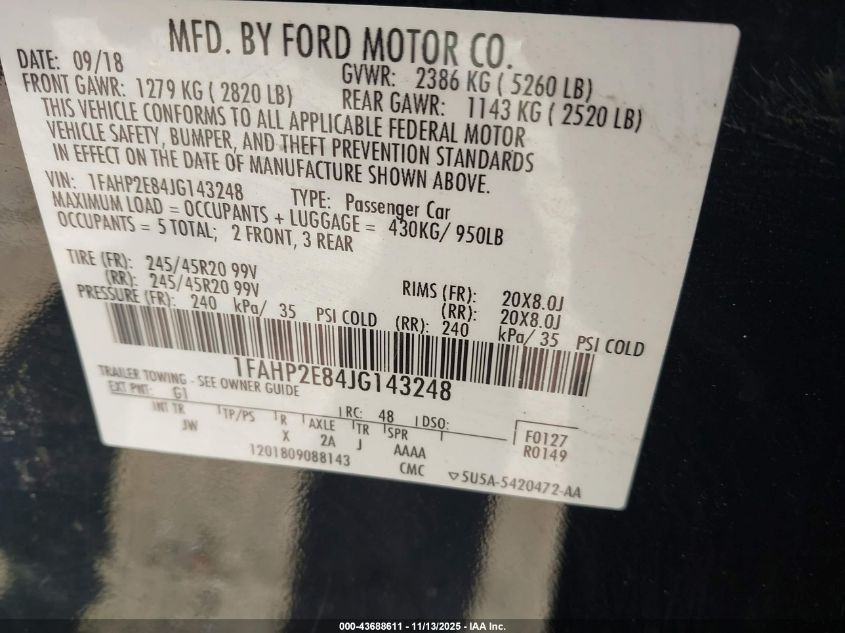 MFD. BY FORD MOTOR CO.
DATE: 09/18 GVWR: 2386 KG ( 5260 LB)
FRONT GAWR: 1279 KG ( 2820 LB) REAR GAWR: 1143 KG ( 2520 LB)
THIS VEHICLE CONFORMS TO ALL APPLICABLE FEDERAL MOTOR
VEHICLE SAFETY, BUMPER, AND THEFT PREVENTION STANDARDS
IN EFFECT ON THE DATE OF MANUFACTURE SHOWN ABOVE.
VIN: 1FAHP2E84JG143248 TYPE: Passenger Car
MAXIMUM LOAD = OCCUPANTS + LUGGAGE = 430KG/ 950LB
OCCUPANTS = 5 TOTAL; 2 FRONT, 3 REAR
TIRE (FR): 245/45R20 99V RIMS (FR): 20X8.0J
(RR): 245/45R20 99V (RR): 20X8.0J
PRESSURE (FR): 240 kPa/ 35 PSI COLD (RR): 240 kPa/ 35 PSI COLD
1FAHP2E84JG143248
TRAILER TOWING - SEE OWNER GUIDE
EXT PNT: G1 RC: 48 DSO: F0127
INT TR TP/PS R AXLE TR SPR R0149
JW X 2A J AAAA
1201809088143 CMC ▽5U5A-5420472-AA
000-43688611 - 11/13/2025 - IAA Inc.